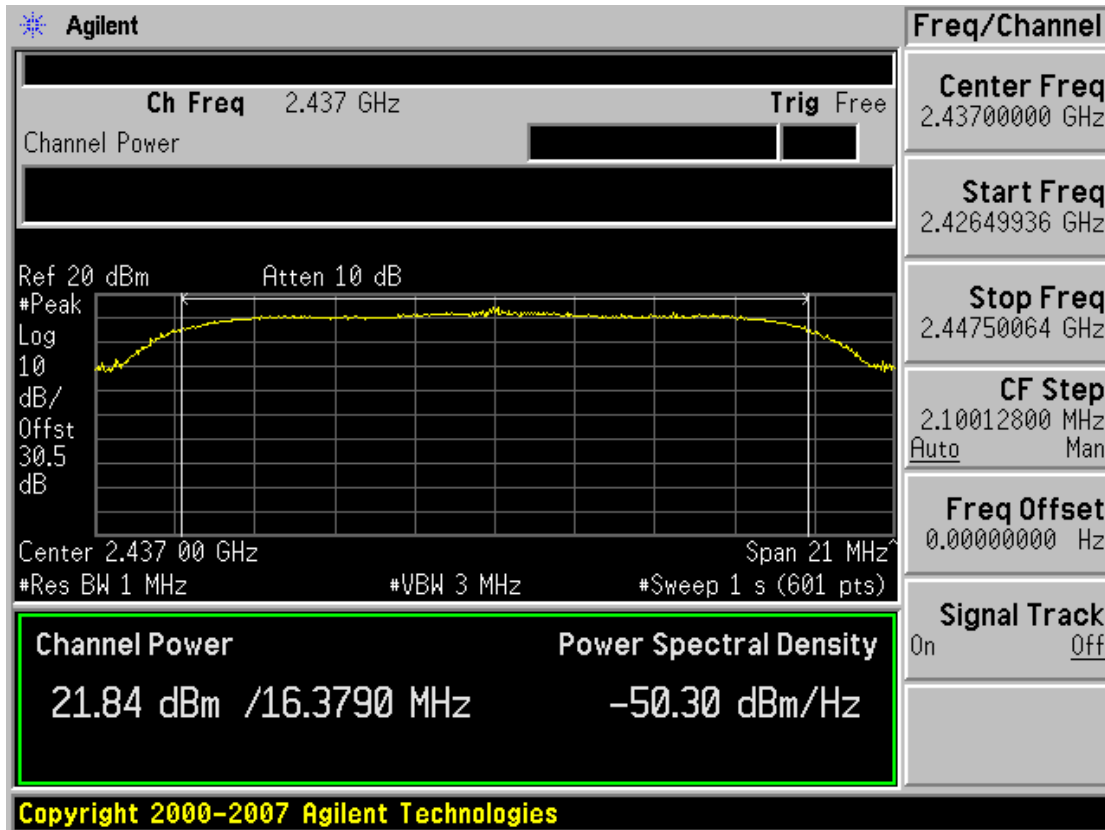 Agilent
Freq/Channel
Ch Freq 2.437 GHz Trig Free
Channel Power
Center Freq
2.43700000 GHz
Start Freq
2.42649936 GHz
Stop Freq
2.44750064 GHz
CF Step
2.10012800 MHz
Auto Man
Freq Offset
0.00000000 Hz
Signal Track
On Off
Ref 20 dBm Atten 10 dB
#Peak
Log
10
dB/
Offst
30.5
dB
Center 2.437 00 GHz Span 21 MHz^
#Res BW 1 MHz #VBW 3 MHz #Sweep 1 s (601 pts)
Channel Power Power Spectral Density
21.84 dBm /16.3790 MHz -50.30 dBm/Hz
Copyright 2000-2007 Agilent Technologies